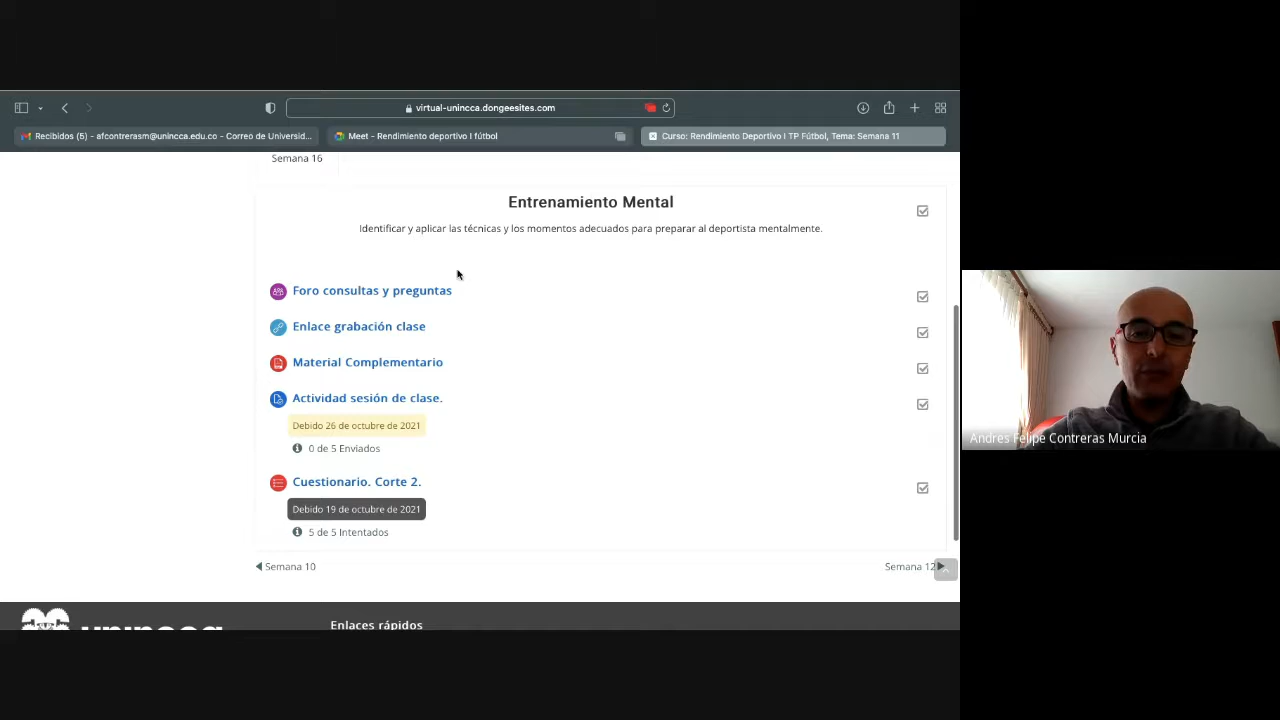 virtual-unincca.dongeesites.com
Recibidos (5) - afcontrerasm@unincca.edu.co - Correo de Universid...
Meet - Rendimiento deportivo I fútbol
Curso: Rendimiento Deportivo I TP Fútbol, Tema: Semana 11
Semana 16
Entrenamiento Mental
Identificar y aplicar las técnicas y los momentos adecuados para preparar al deportista mentalmente.
Foro consultas y preguntas
Enlace grabación clase
Material Complementario
Actividad sesión de clase.
Debido 26 de octubre de 2021
0 de 5 Enviados
Cuestionario. Corte 2.
Debido 19 de octubre de 2021
5 de 5 Intentados
Semana 10
Semana 12
unincca
Enlaces rápidos
Andres Felipe Contreras Murcia